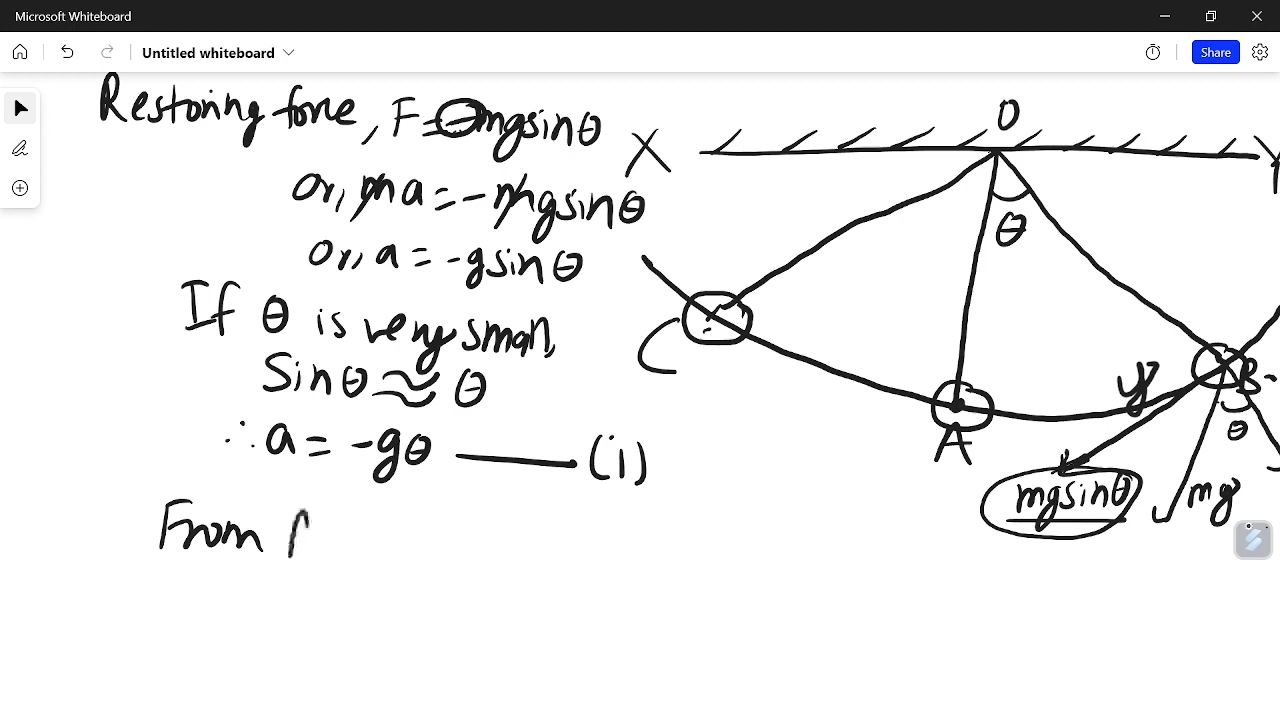 Microsoft Whiteboard
Untitled whiteboard
Share
Restoring force, F = -mgsinθ
or, ma = -mgsinθ
or, a = -gsinθ
If θ is very small,
Sinθ ≈ θ
∴ a = -gθ (i)
From
X
O
Y
θ
C
A
y
B
θ
mgsinθ
mg